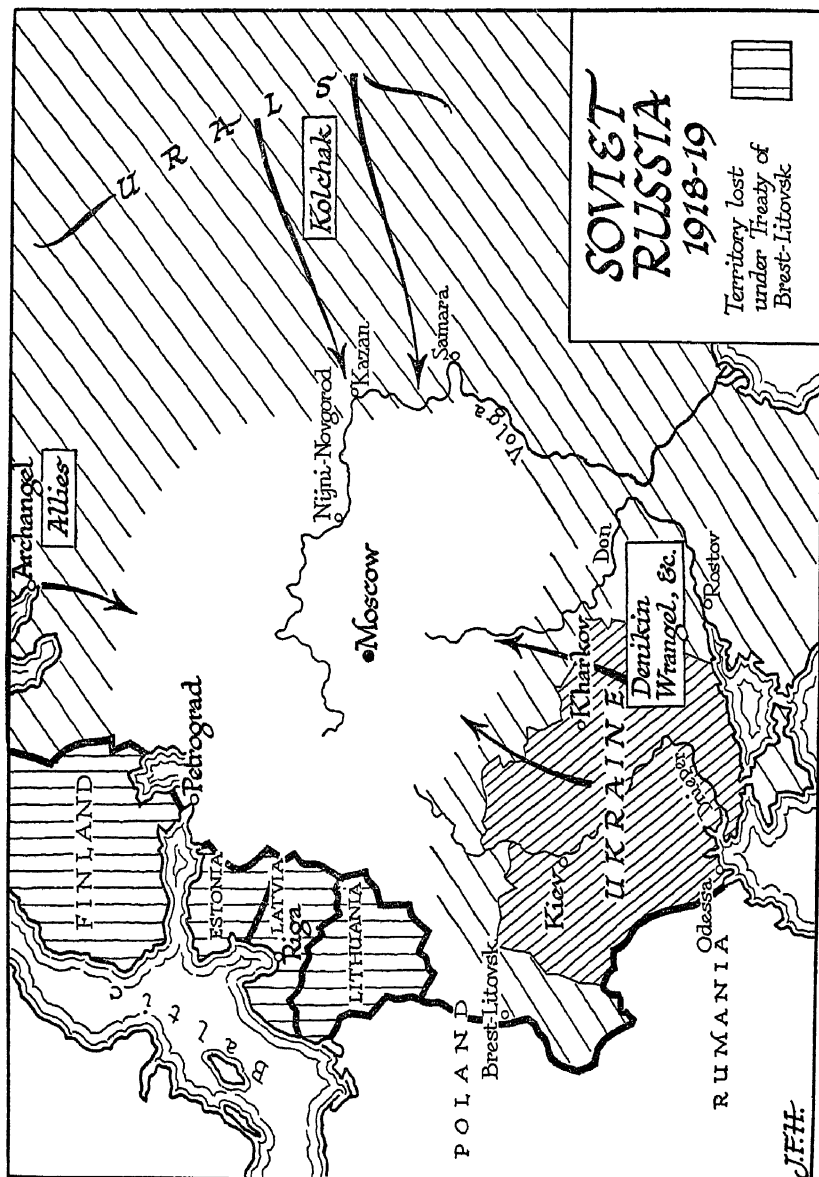 SOVIET
RUSSIA
1918-19
Territory lost
under Treaty of
Brest-Litovsk
FINLAND
Archangel
Allies
URALS
Kolchak
Petrograd
Baltic
ESTONIA
LATVIA
Riga
LITHUANIA
Nijni-Novgorod
Kazan
Samara
Volga
Moscow
POLAND
Brest-Litovsk
Kiev
UKRAINE
Dnieper
Kharkov
Don
Denikin
Wrangel, &c.
Rostov
Odessa
RUMANIA
J.F.H.